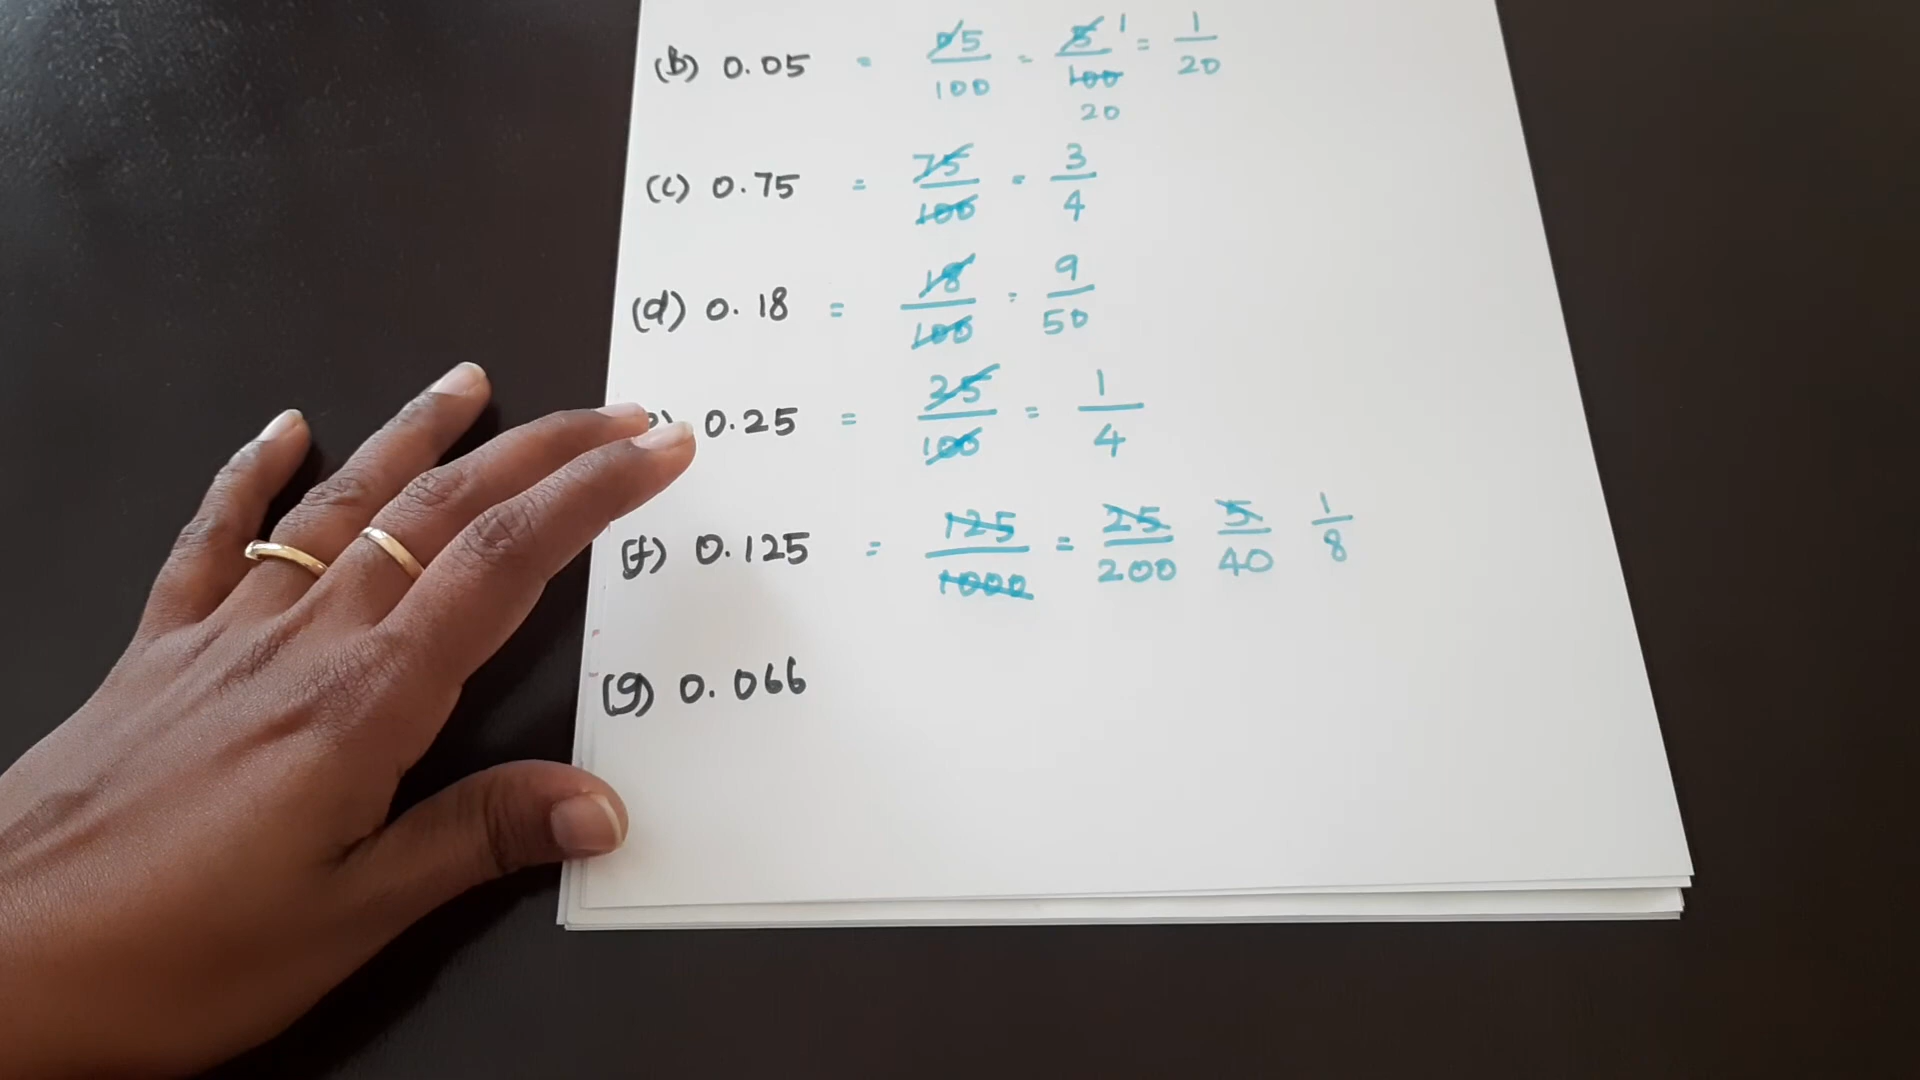 (b) 0.05 = 05/100 = 5/100 1 20 = 1/20
(c) 0.75 = 75/100 = 3/4
(d) 0.18 = 18/100 = 9/50
0.25 = 25/100 = 1/4
(f) 0.125 = 125/1000 = 25/200 5/40 1/8
(g) 0.066